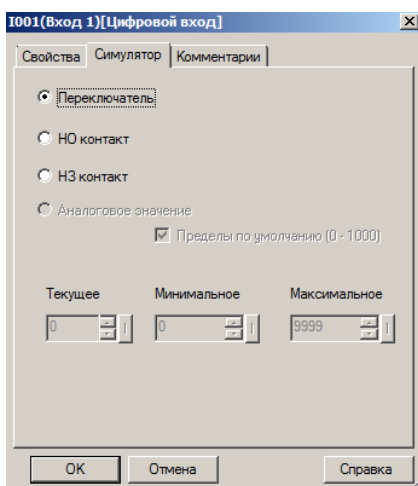 I001(Вход 1)[Цифровой вход]
Свойства Симулятор Комментарии
Переключатель
НО контакт
НЗ контакт
Аналоговое значение
Пределы по умолчанию (0 - 1000)
Текущее Минимальное Максимальное
0 0 9999
OK Отмена Справка